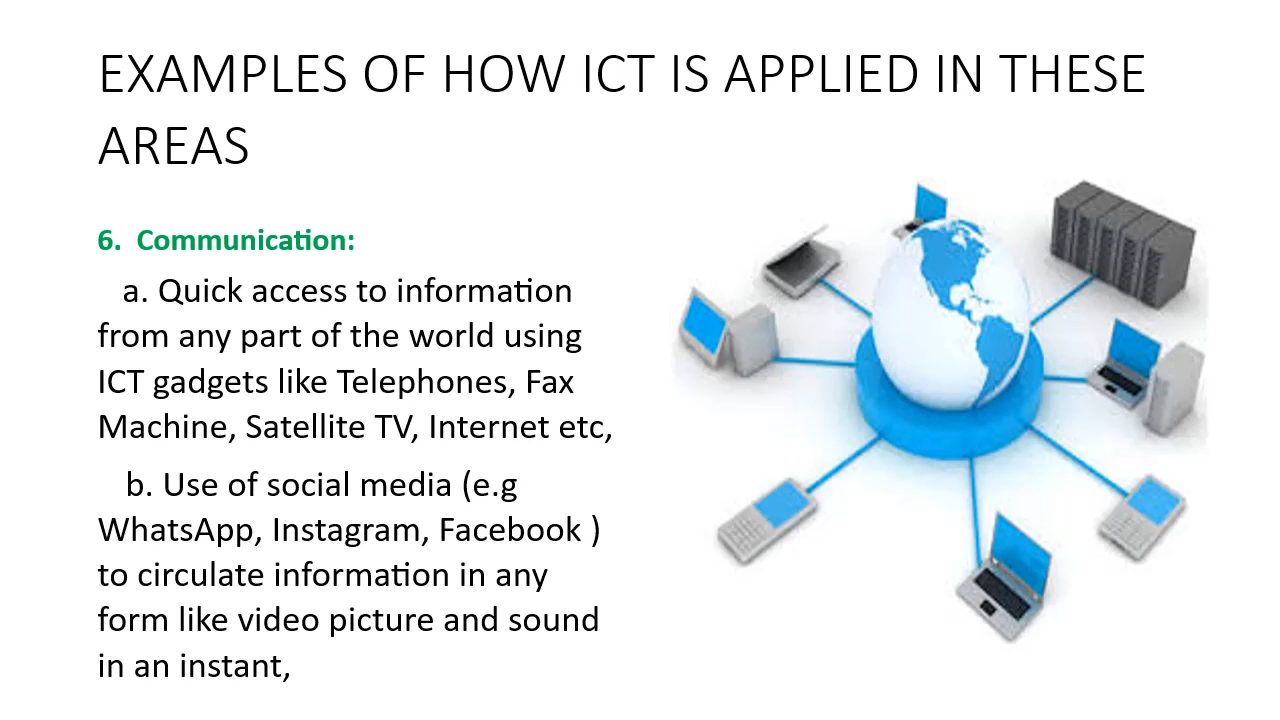 EXAMPLES OF HOW ICT IS APPLIED IN THESE
AREAS
6. Communication:
a. Quick access to information
from any part of the world using
ICT gadgets like Telephones, Fax
Machine, Satellite TV, Internet etc,
b. Use of social media (e.g
WhatsApp, Instagram, Facebook )
to circulate information in any
form like video picture and sound
in an instant,